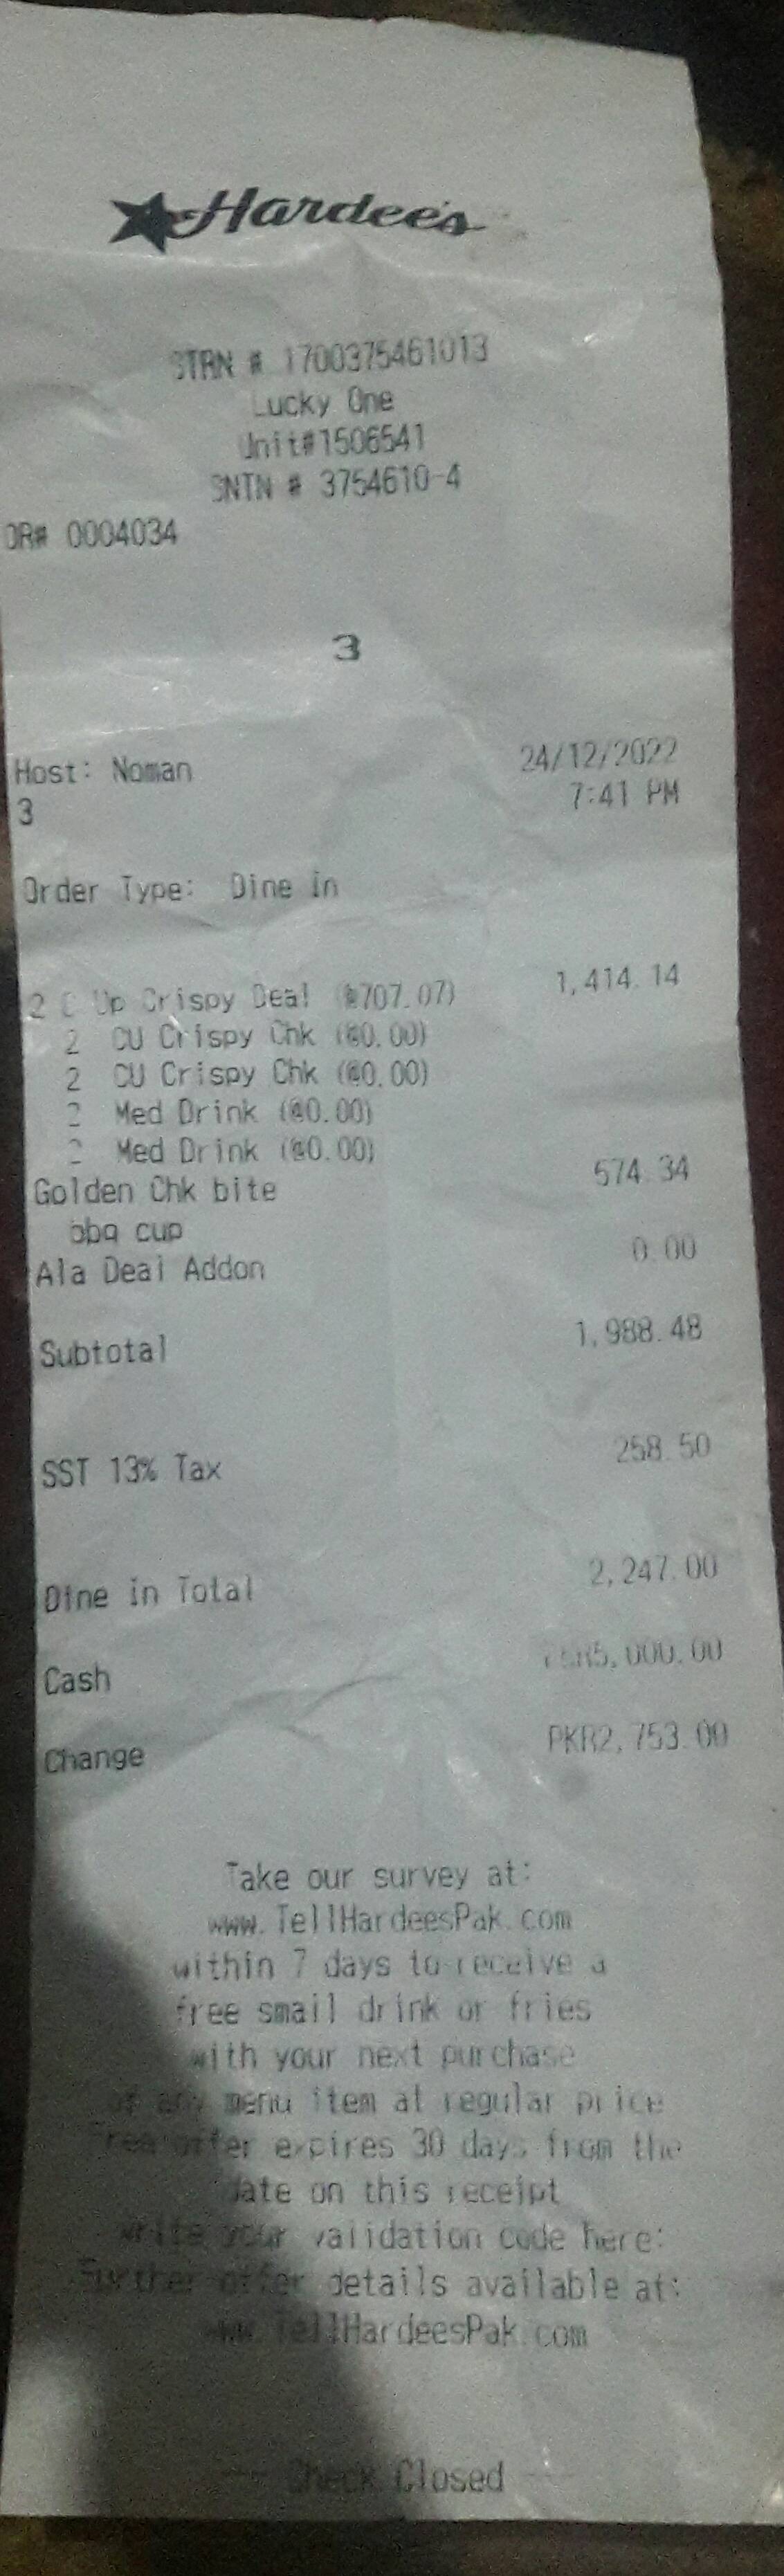 Hardee's
STRN # 1700375461013
Lucky One
Unit#1506541
SNTN # 3754610-4
OR# 0004034
3
Host: Noman 24/12/2022
3 7:41 PM
Order Type: Dine in
2 Up Crispy Deal (@707.07) 1,414.14
2 CU Crispy Chk (@0.00)
2 CU Crispy Chk (@0.00)
2 Med Drink (@0.00)
2 Med Drink (@0.00)
Golden Chk bite 574.34
bbq cup
Ala Deal Addon 0.00
Subtotal 1,988.48
SST 13% Tax 258.50
Dine in Total 2,247.00
Cash PKR5,000.00
Change PKR2,753.00
Take our survey at:
www.TellHardeesPak.com
within 7 days to receive a
free small drink or fries
with your next purchase
of any menu item at regular price
Free offer expires 30 days from the
date on this receipt
Write your validation code here:
Further offer details available at:
www.TellHardeesPak.com
--- Check Closed ---